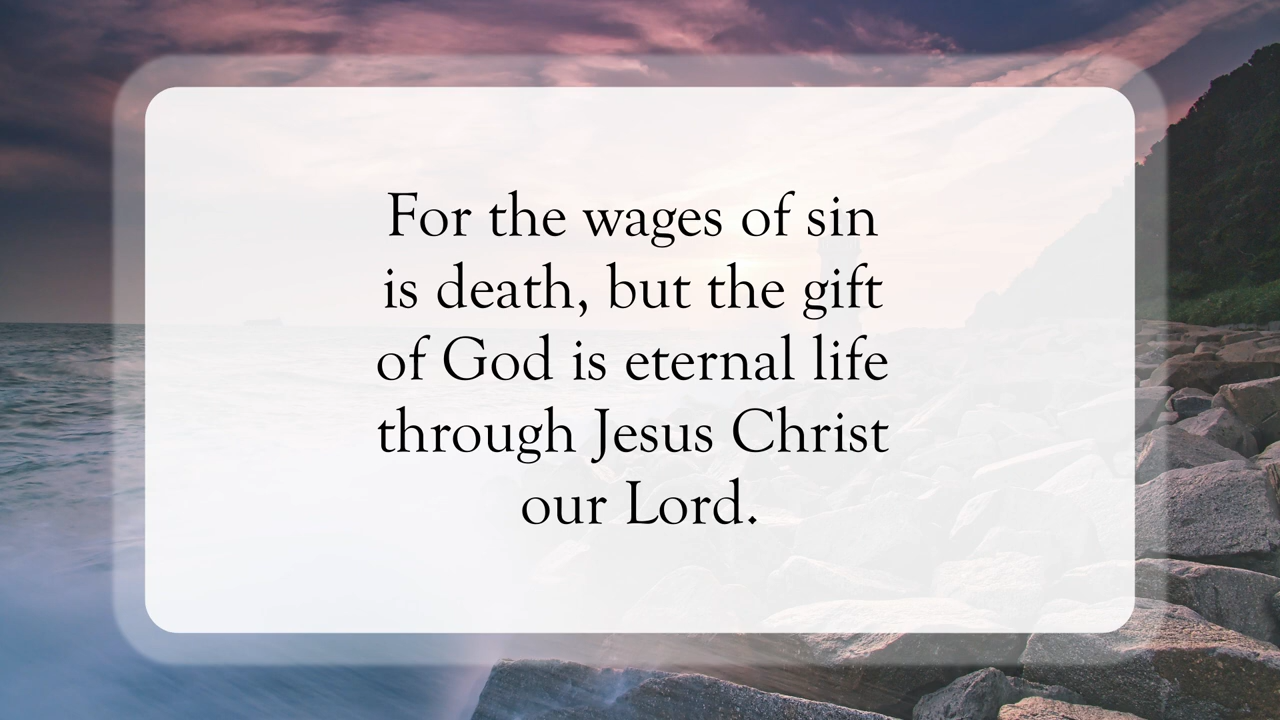 For the wages of sin
is death, but the gift
of God is eternal life
through Jesus Christ
our Lord.